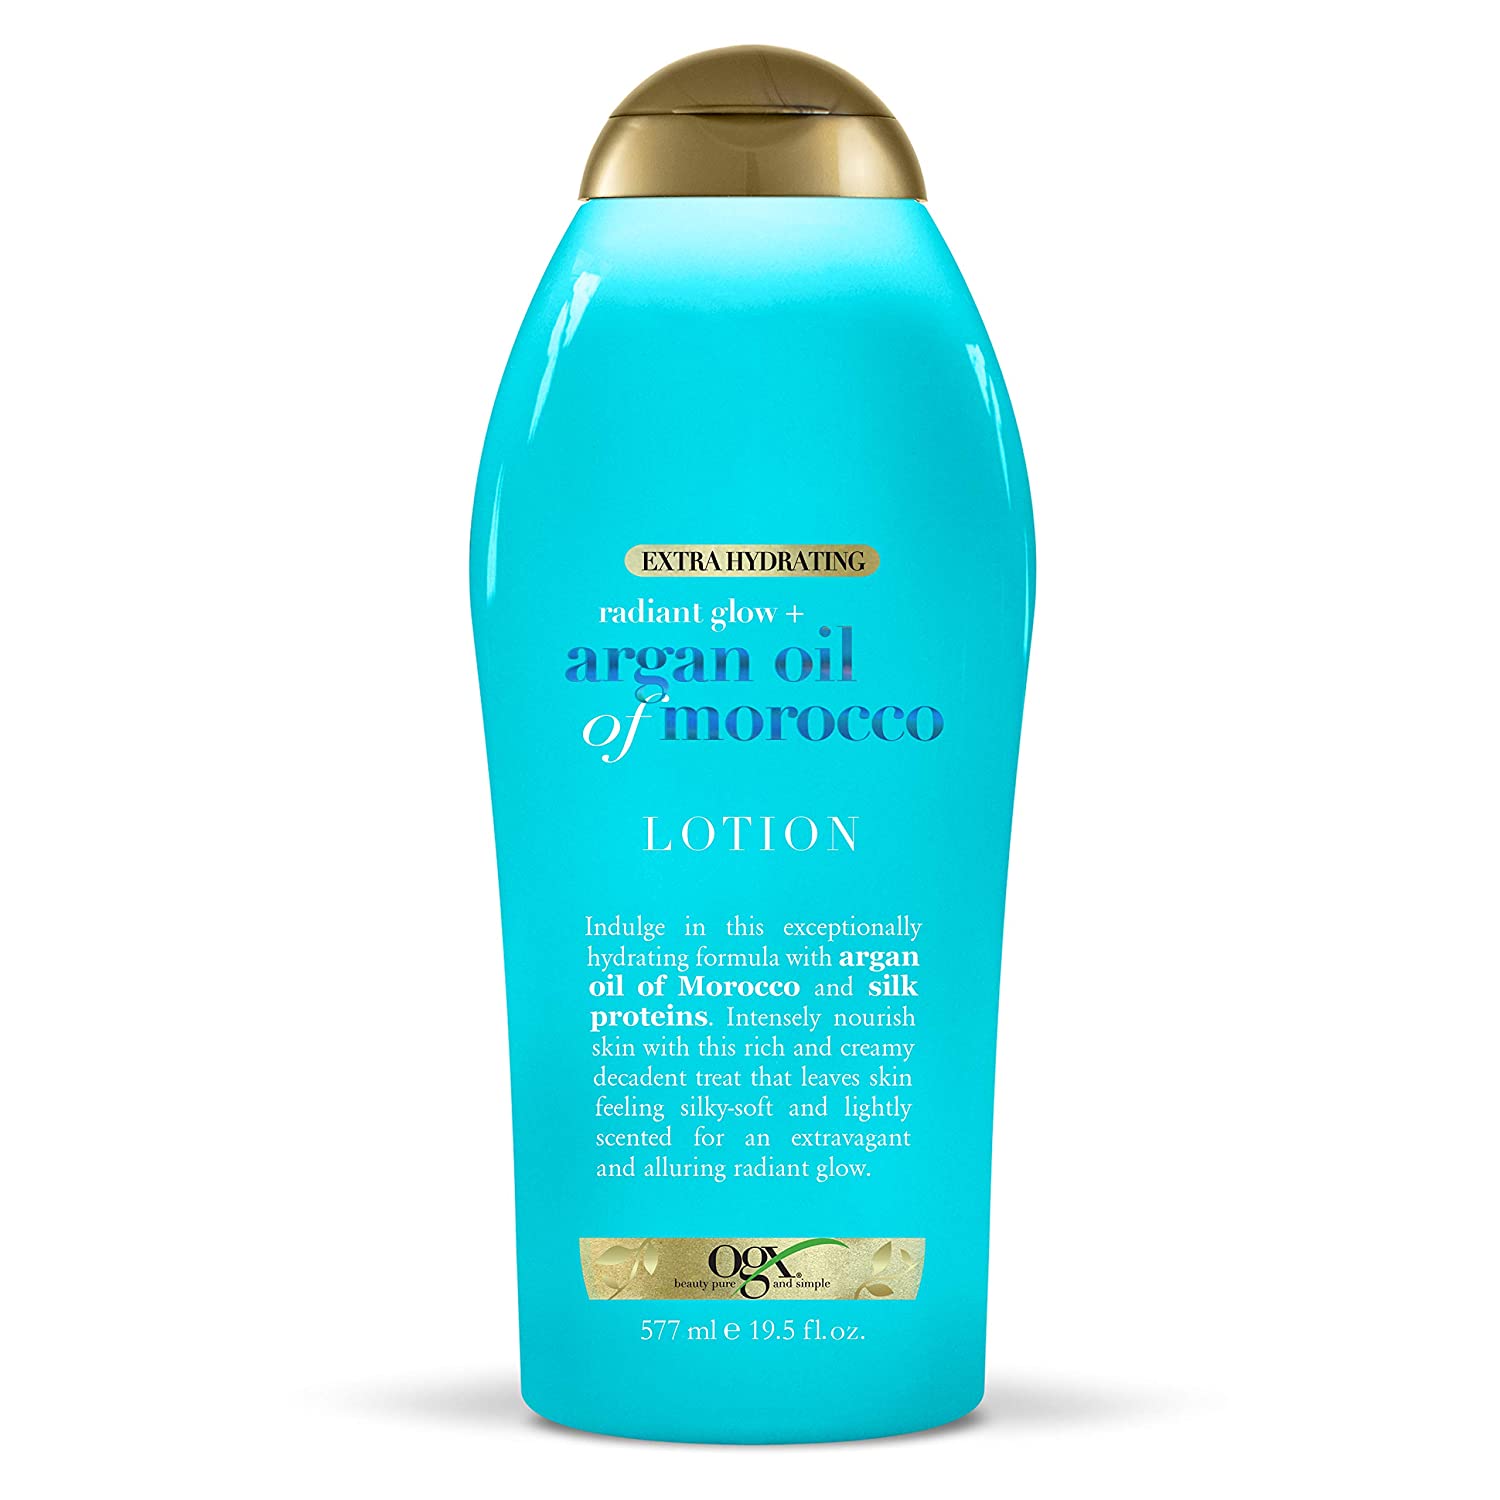 EXTRA HYDRATING
radiant glow +
argan oil
of morocco
LOTION
Indulge in this exceptionally
hydrating formula with argan
oil of Morocco and silk
proteins. Intensely nourish
skin with this rich and creamy
decadent treat that leaves skin
feeling silky-soft and lightly
scented for an extravagant
and alluring radiant glow.
ogx®
beauty pure and simple
577 ml e 19.5 fl.oz.